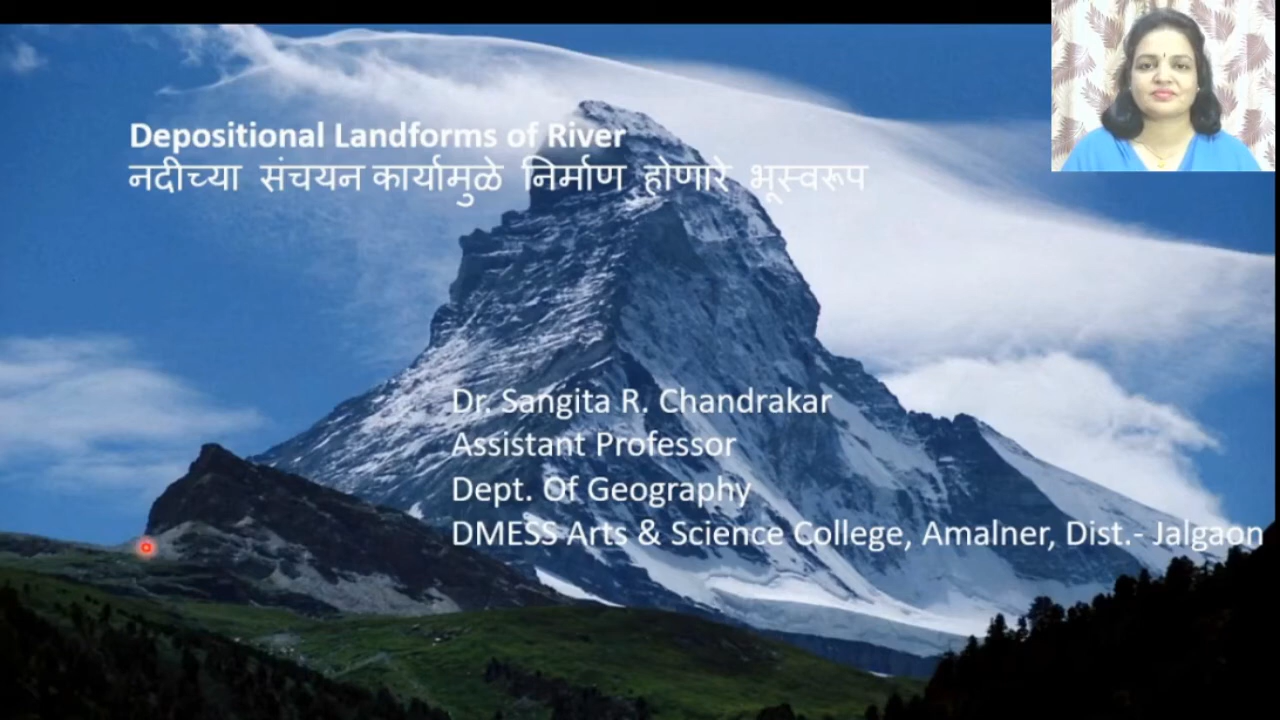 Depositional Landforms of River
नदीच्या संचयन कार्यामुळे निर्माण होणारे भूस्वरूप
Dr. Sangita R. Chandrakar
Assistant Professor
Dept. Of Geography
DMESS Arts & Science College, Amalner, Dist.- Jalgaon